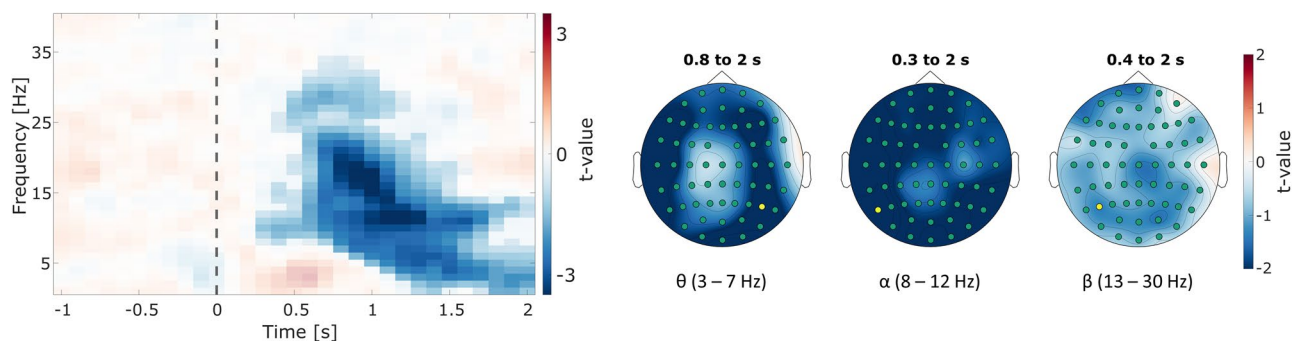 35
25
15
5
Frequency [Hz]
-1
-0.5
0
0.5
1
1.5
2
Time [s]
3
0
-3
t-value
0.8 to 2 s
0.3 to 2 s
0.4 to 2 s
θ (3 – 7 Hz)
α (8 – 12 Hz)
β (13 – 30 Hz)
2
1
0
-1
-2
t-value